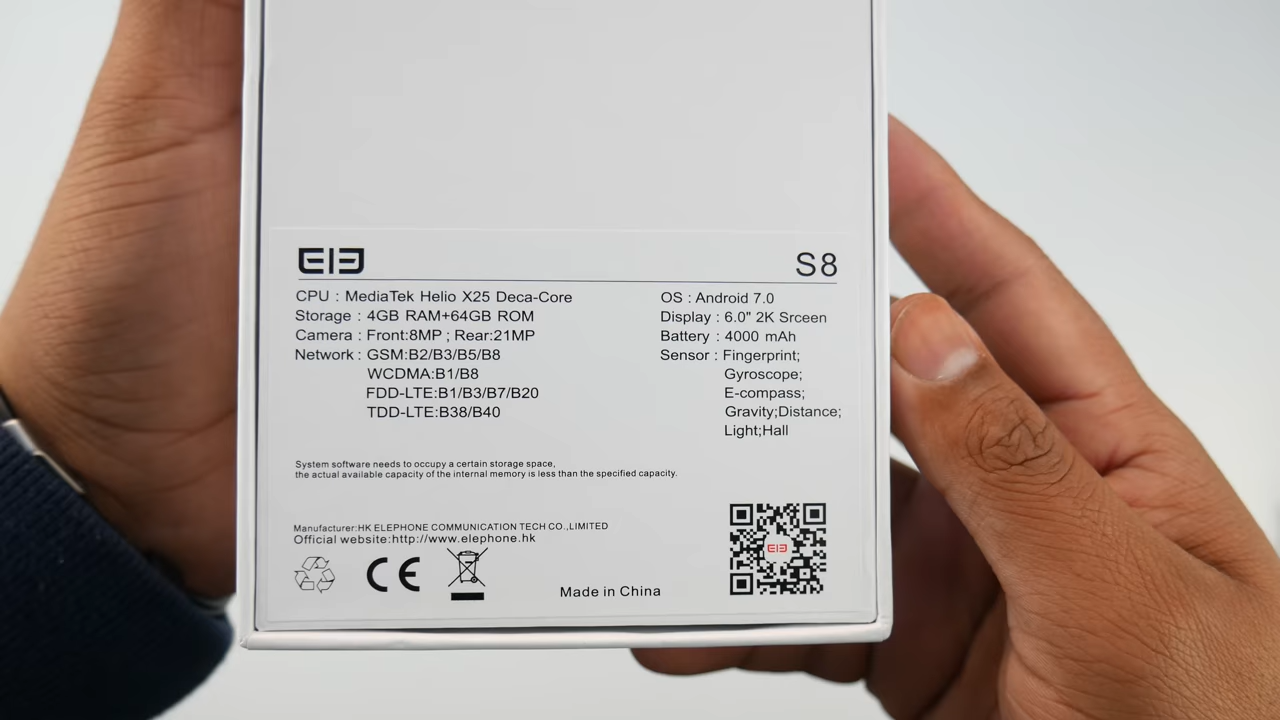 S8
CPU : MediaTek Helio X25 Deca-Core
Storage : 4GB RAM+64GB ROM
Camera : Front:8MP ; Rear:21MP
Network : GSM:B2/B3/B5/B8
WCDMA:B1/B8
FDD-LTE:B1/B3/B7/B20
TDD-LTE:B38/B40
OS : Android 7.0
Display : 6.0" 2K Srceen
Battery : 4000 mAh
Sensor : Fingerprint;
Gyroscope;
E-compass;
Gravity;Distance;
Light;Hall
System software needs to occupy a certain storage space,
the actual available capacity of the internal memory is less than the specified capacity.
Manufacturer:HK ELEPHONE COMMUNICATION TECH CO.,LIMITED
Official website:http://www.elephone.hk
CE
Made in China